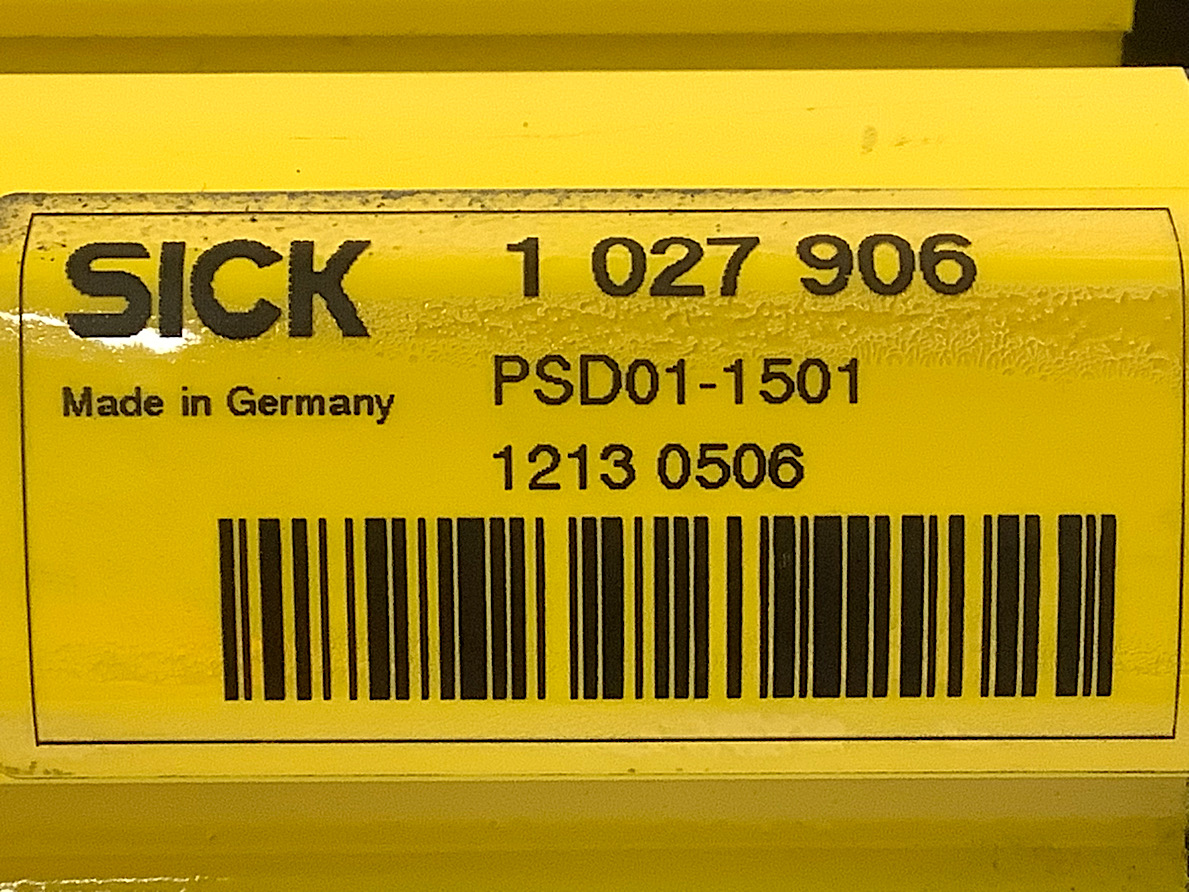 SICK 1 027 906
PSD01-1501
Made in Germany
1213 0506